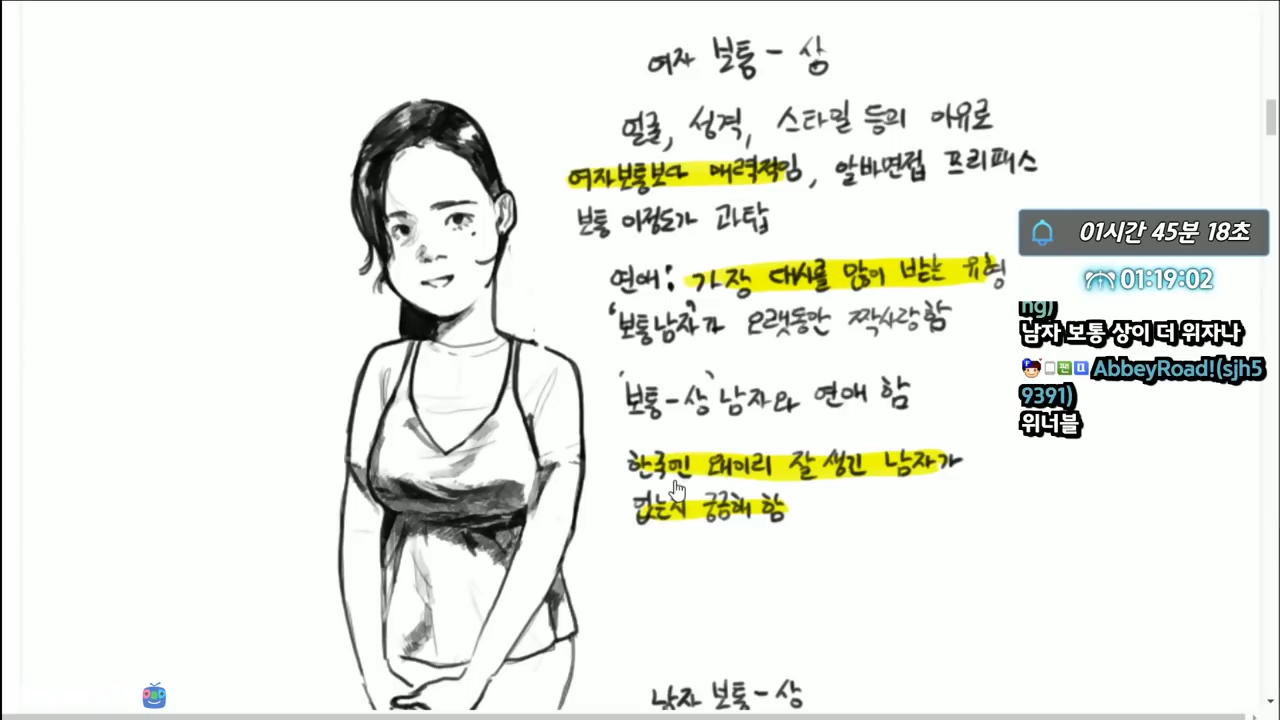 여자 보통 - 상
얼굴, 성격, 스타일 등의 이유로
여자보통보다 매력적임, 알바면접 프리패스
보통 이정도가 과탑
연애: 가장 대시를 많이 받는 유형
"보통남자"가 오랫동안 짝사랑함
'보통-상' 남자와 연애 함
한국엔 왜이리 잘생긴 남자가
없는지 궁금해 함
남자 보통 - 상
01시간 45분 18초
01:19:02
ng)
남자 보통 상이 더 위자나
팬 AbbeyRoad!(sjh5
9391)
위너블